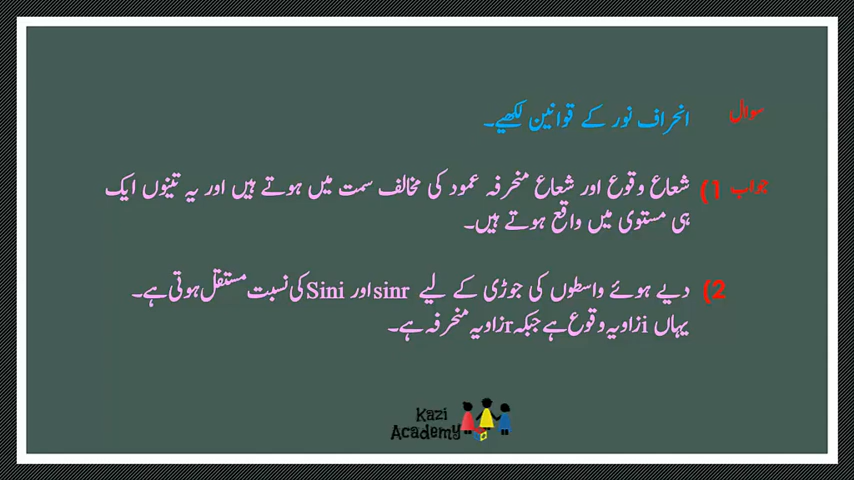 سوال انحراف نور کے قوانین لکھیے۔
جواب 1) شعاع وقوع اور شعاع منحرفہ عمود کی مخالف سمت میں ہوتے ہیں اور یہ تینوں ایک
ہی مستوی میں واقع ہوتے ہیں۔
2) دیے ہوئے واسطوں کی جوڑی کے لیے sinr اور Sini کی نسبت مستقل ہوتی ہے۔
یہاں i زاویہ وقوع ہے جبکہ r زاویہ منحرفہ ہے۔
Kazi
Academy